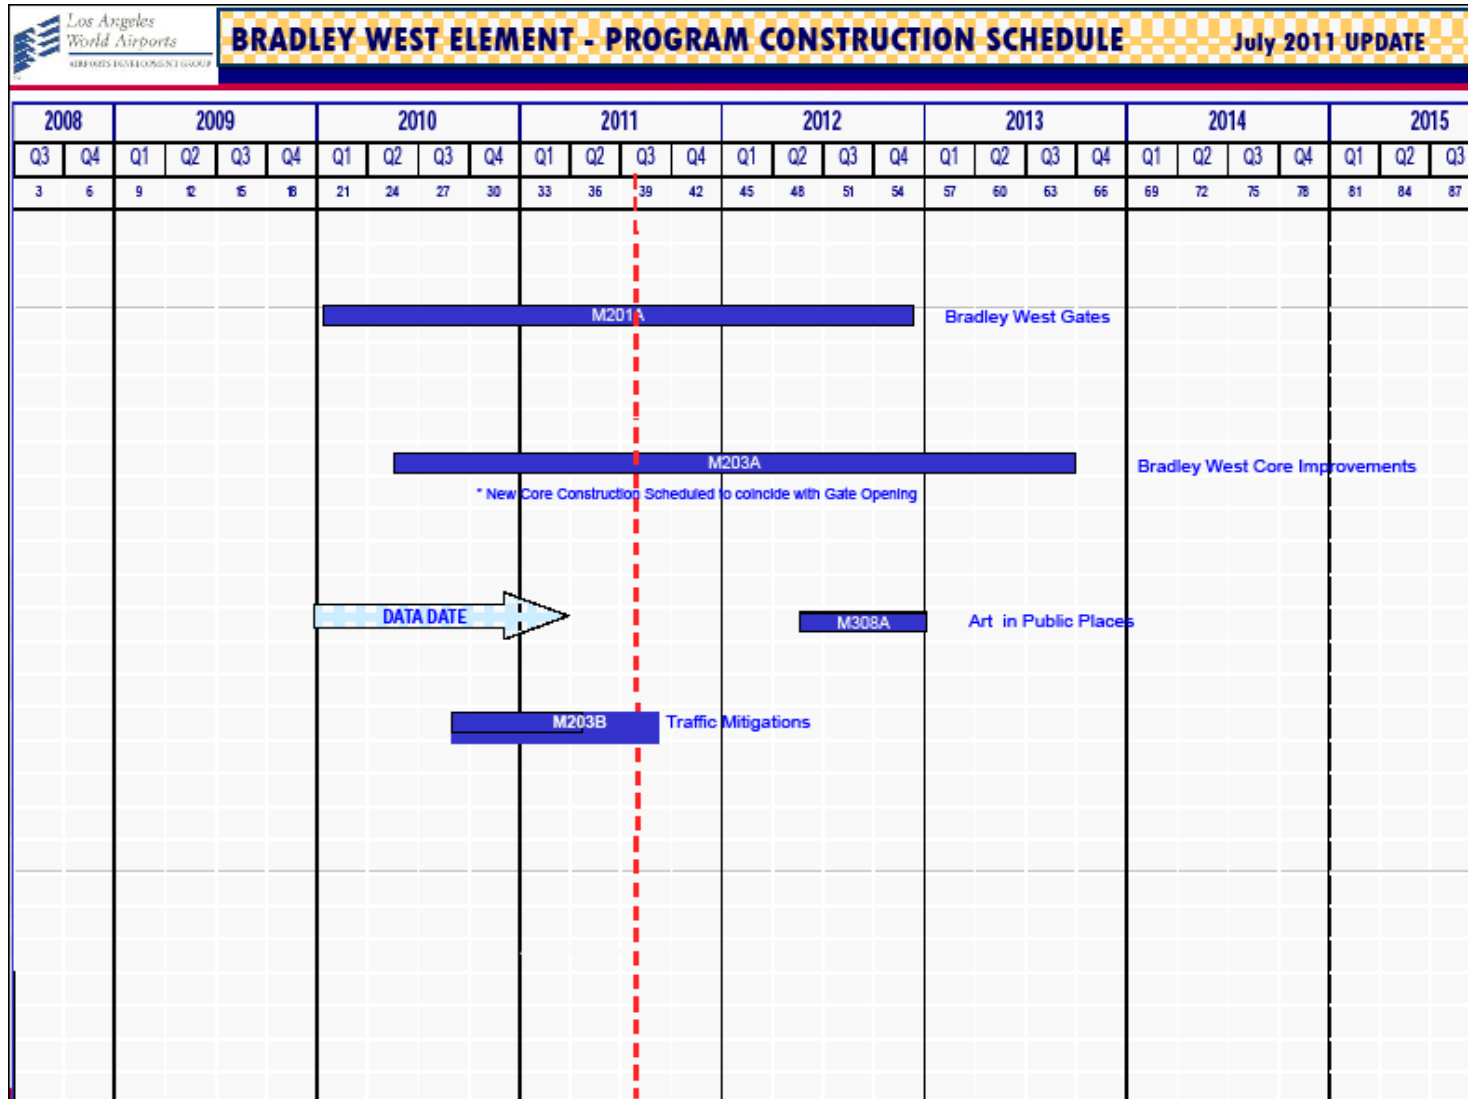 Los Angeles
World Airports
AIRPORTS DEVELOPMENT GROUP
BRADLEY WEST ELEMENT - PROGRAM CONSTRUCTION SCHEDULE July 2011 UPDATE
2008 2009 2010 2011 2012 2013 2014 2015
Q3 Q4 Q1 Q2 Q3 Q4 Q1 Q2 Q3 Q4 Q1 Q2 Q3 Q4 Q1 Q2 Q3 Q4 Q1 Q2 Q3 Q4 Q1 Q2 Q3 Q4 Q1 Q2 Q3
3 6 9 12 15 18 21 24 27 30 33 36 39 42 45 48 51 54 57 60 63 66 69 72 75 78 81 84 87
M201A Bradley West Gates
M203A Bradley West Core Improvements
* New Core Construction Scheduled to coincide with Gate Opening
DATA DATE M308A Art in Public Places
M203B Traffic Mitigations